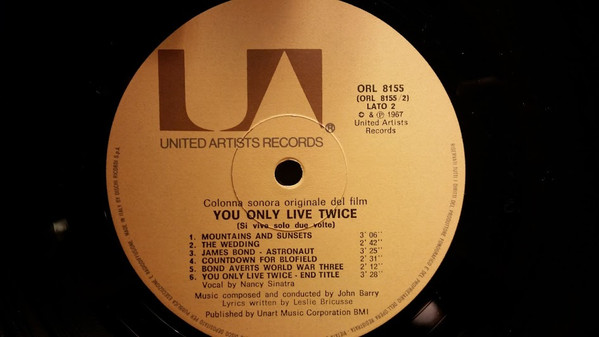 UA
®
UNITED ARTISTS RECORDS
ORL 8155
(ORL 8155/2)
LATO 2
© & ℗ 1967
United Artists
Records
Colonna sonora originale del film
YOU ONLY LIVE TWICE
(Si vive solo due volte)
1. MOUNTAINS AND SUNSETS 3' 06"
2. THE WEDDING 2' 42"
3. JAMES BOND - ASTRONAUT 3' 25"
4. COUNTDOWN FOR BLOFIELD 2' 31"
5. BOND AVERTS WORLD WAR THREE 2' 12"
6. YOU ONLY LIVE TWICE - END TITLE 3' 28"
Vocal by Nancy Sinatra
Music composed and conducted by John Barry
Lyrics written by Leslie Bricusse
Published by Unart Music Corporation BMI